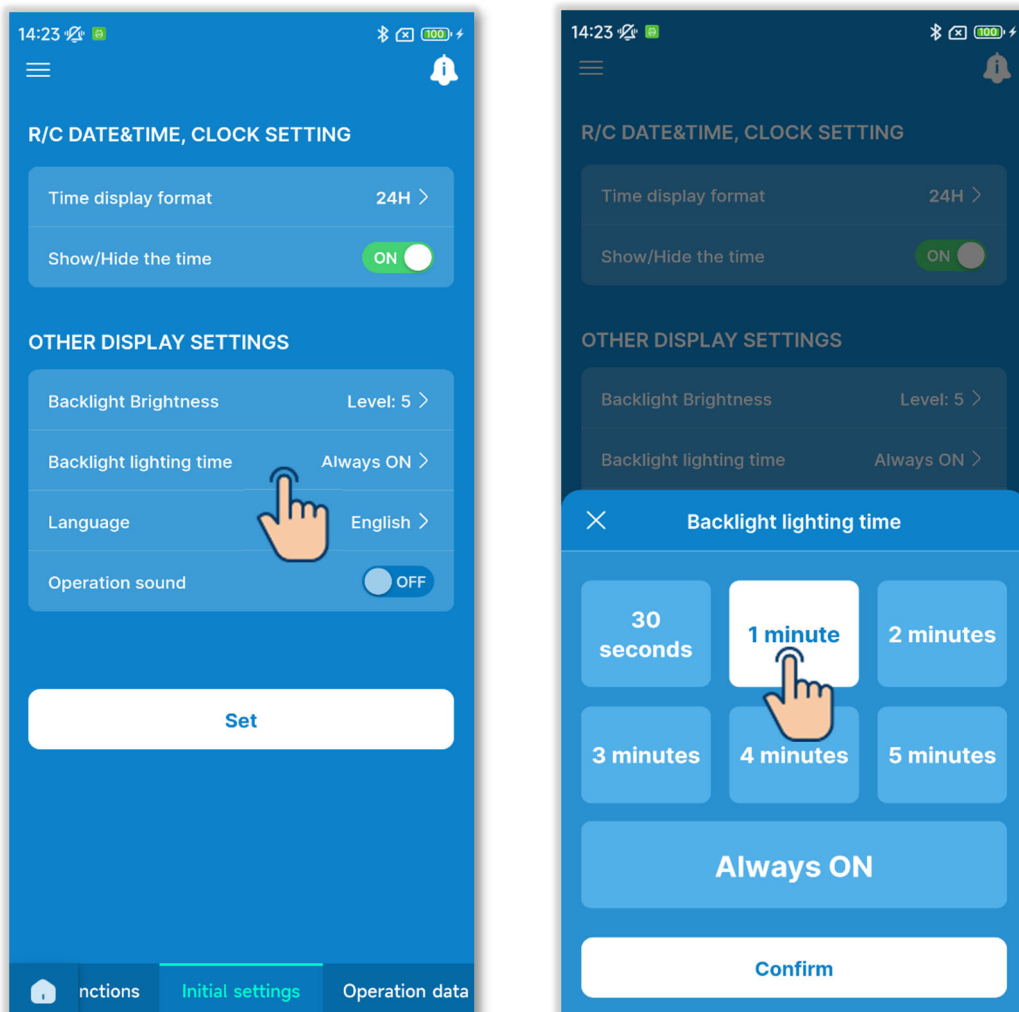 14:23
100
R/C DATE&TIME, CLOCK SETTING
Time display format 24H
Show/Hide the time ON
OTHER DISPLAY SETTINGS
Backlight Brightness Level: 5
Backlight lighting time Always ON
Language English
Operation sound OFF
Set
nctions Initial settings Operation data
14:23
100
R/C DATE&TIME, CLOCK SETTING
Time display format 24H
Show/Hide the time ON
OTHER DISPLAY SETTINGS
Backlight Brightness Level: 5
Backlight lighting time Always ON
Backlight lighting time
30
seconds
1 minute
2 minutes
3 minutes
4 minutes
5 minutes
Always ON
Confirm